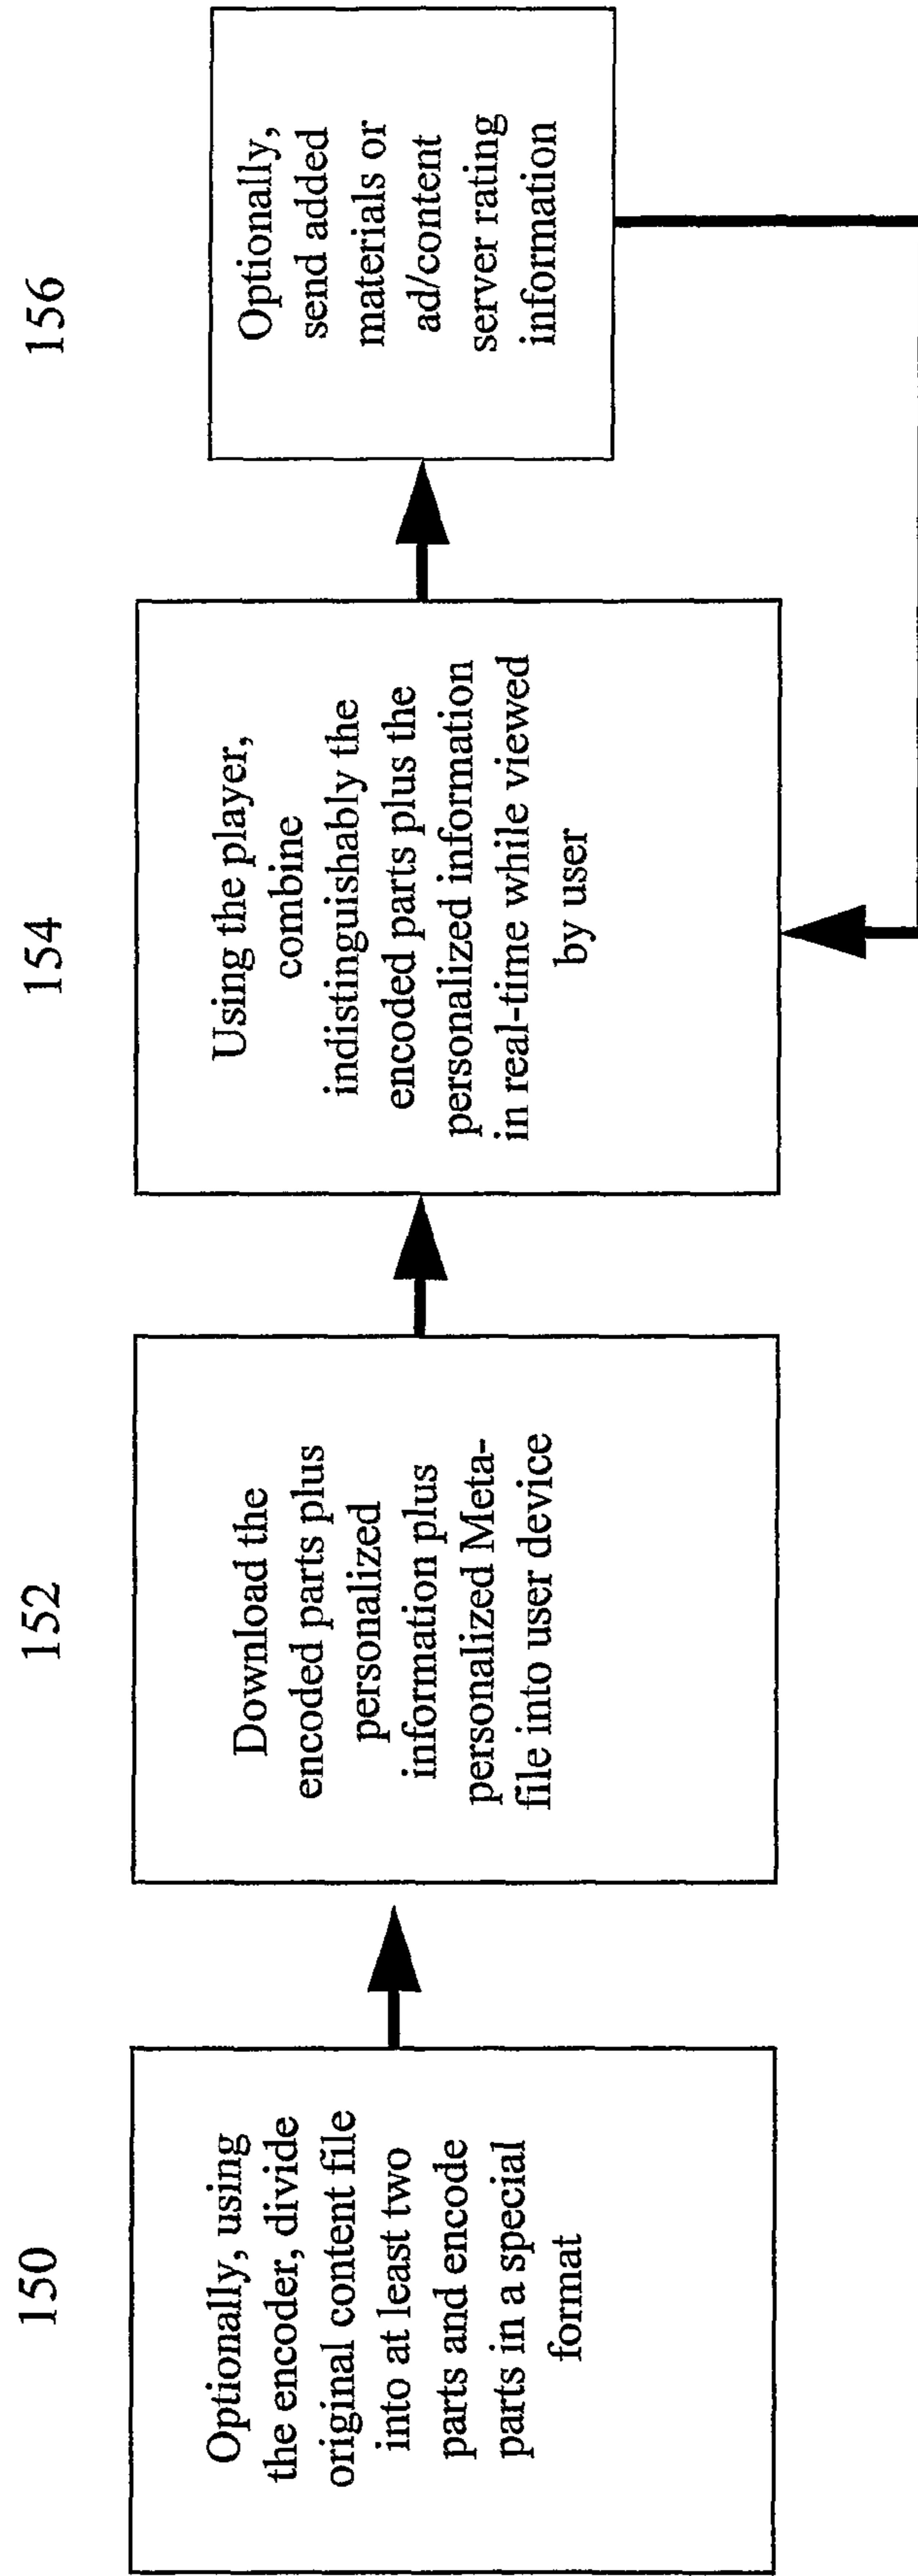 150
Optionally, using
the encoder, divide
original content file
into at least two
parts and encode
parts in a special
format
152
Download the
encoded parts plus
personalized
information plus
personalized Meta-
file into user device
154
Using the player,
combine
indistinguishably the
encoded parts plus the
personalized information
in real-time while viewed
by user
156
Optionally,
send added
materials or
ad/content
server rating
information